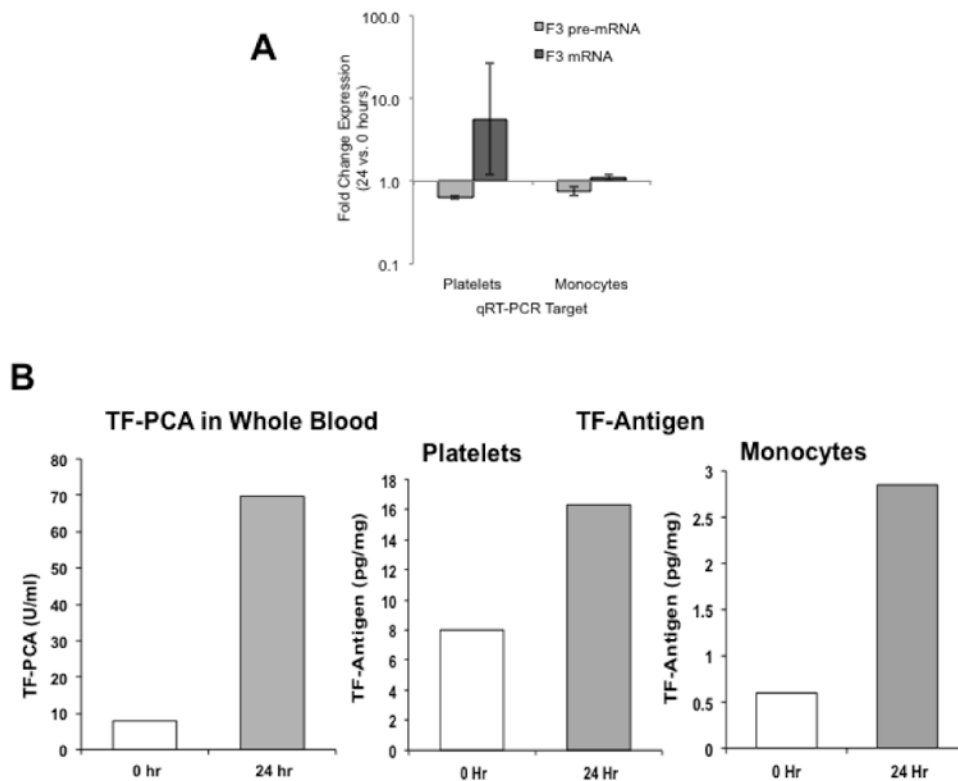 A
100.0
10.0
1.0
0.1
Fold Change Expression
(24 vs. 0 hours)
F3 pre-mRNA
F3 mRNA
Platelets
Monocytes
qRT-PCR Target
B
TF-PCA in Whole Blood
TF-PCA (U/ml)
80
70
60
50
40
30
20
10
0
0 hr
24 hr
TF-Antigen
Platelets
TF-Antigen (pg/mg)
18
16
14
12
10
8
6
4
2
0
0 Hr
24 Hr
Monocytes
TF-Antigen (pg/mg)
3
2.5
2
1.5
1
0.5
0
0 Hr
24 Hr